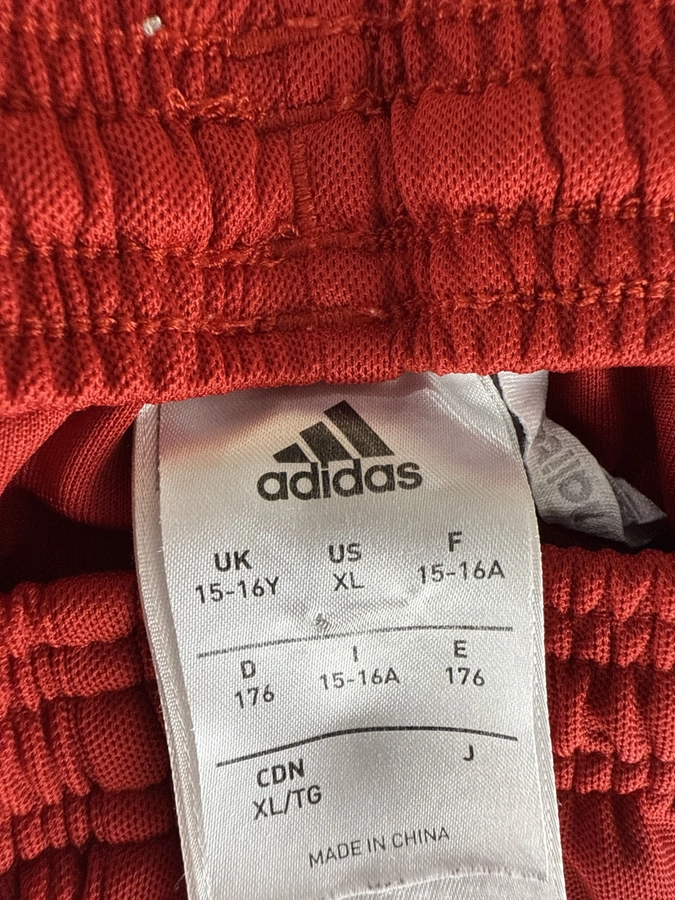 adidas
UK US F
15-16Y XL 15-16A
D I E
176 15-16A 176
CDN J
XL/TG
MADE IN CHINA